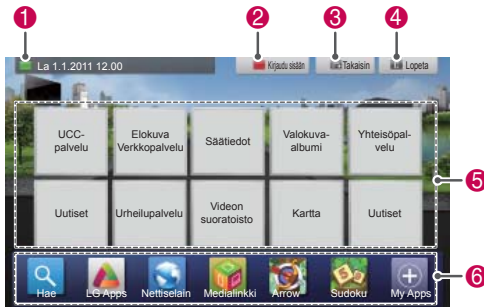 1 2 3 4
La 1.1.2011 12.00 Kirjaudu sisään Takaisin Lopeta
UCC-
palvelu
Elokuva
Verkkopalvelu
Säätiedot
Valokuva-
albumi
Yhteisöpal-
velu
5
Uutiset
Urheilupalvelu
Videon
suoratoisto
Kartta
Uutiset
6
Hae LG Apps Nettiselain Medialinkki Arrow Sudoku My Apps